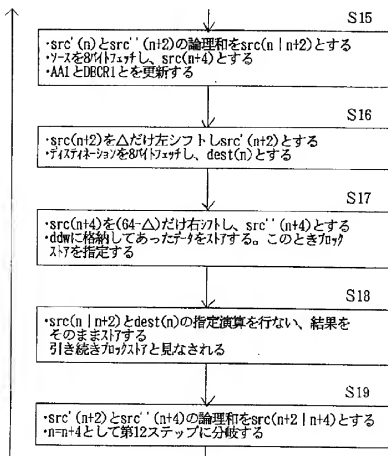 S15
・src'(n)とsrc''(n+2)の論理和をsrc(n | n+2)とする
・ソースを8バイトフェッチし、src(n+4)とする
・AA1とDBCR1とを更新する
S16
・src(n+2)を△だけ左シフトしsrc'(n+2)とする
・ディスティネーションを8バイトフェッチし、dest(n)とする
S17
・src(n+4)を(64-△)だけ右シフトし、src''(n+4)とする
・ddwに格納してあったデータをストアする。このときブロック
ストアを指定する
S18
・src(n | n+2)とdest(n)の指定演算を行ない、結果を
そのままストアする
引き続きブロックストアと見なされる
S19
・src'(n+2)とsrc''(n+4)の論理和をsrc(n+2 | n+4)とする
・n=n+4として第12ステップに分岐する